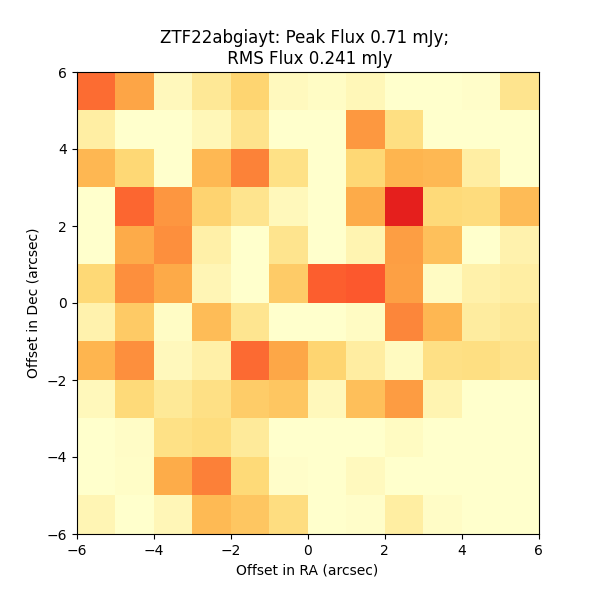 ZTF22abgiayt: Peak Flux 0.71 mJy;
RMS Flux 0.241 mJy
6
4
2
0
−2
−4
−6
Offset in Dec (arcsec)
−6 −4 −2 0 2 4 6
Offset in RA (arcsec)